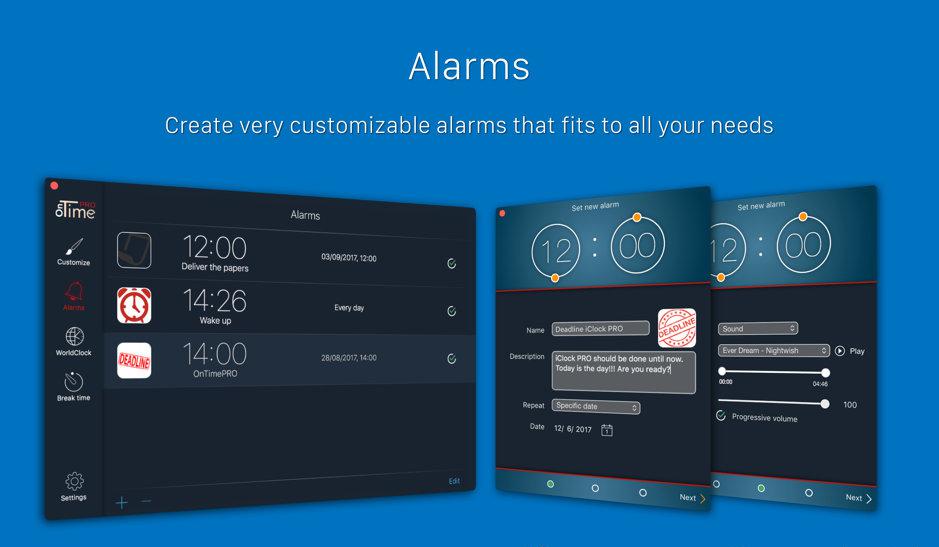 Alarms
Create very customizable alarms that fits to all your needs
onTime PRO
Customize
Alarms
WorldClock
Break time
Settings
Alarms
12:00
Deliver the papers
03/09/2017, 12:00
14:26
Wake up
Every day
DEADLINE
14:00
OnTimePRO
28/08/2017, 14:00
+ −
Edit
Set new alarm
12 : 00
Name
Deadline iClock PRO
DEADLINE
Description
iClock PRO should be done until now.
Today is the day!!! Are you ready?
Repeat
Specific date
Date
12/ 6/ 2017
1
Next
Set new alarm
12 : 00
Sound
Ever Dream - Nightwish
Play
00:00
04:46
100
Progressive volume
Next